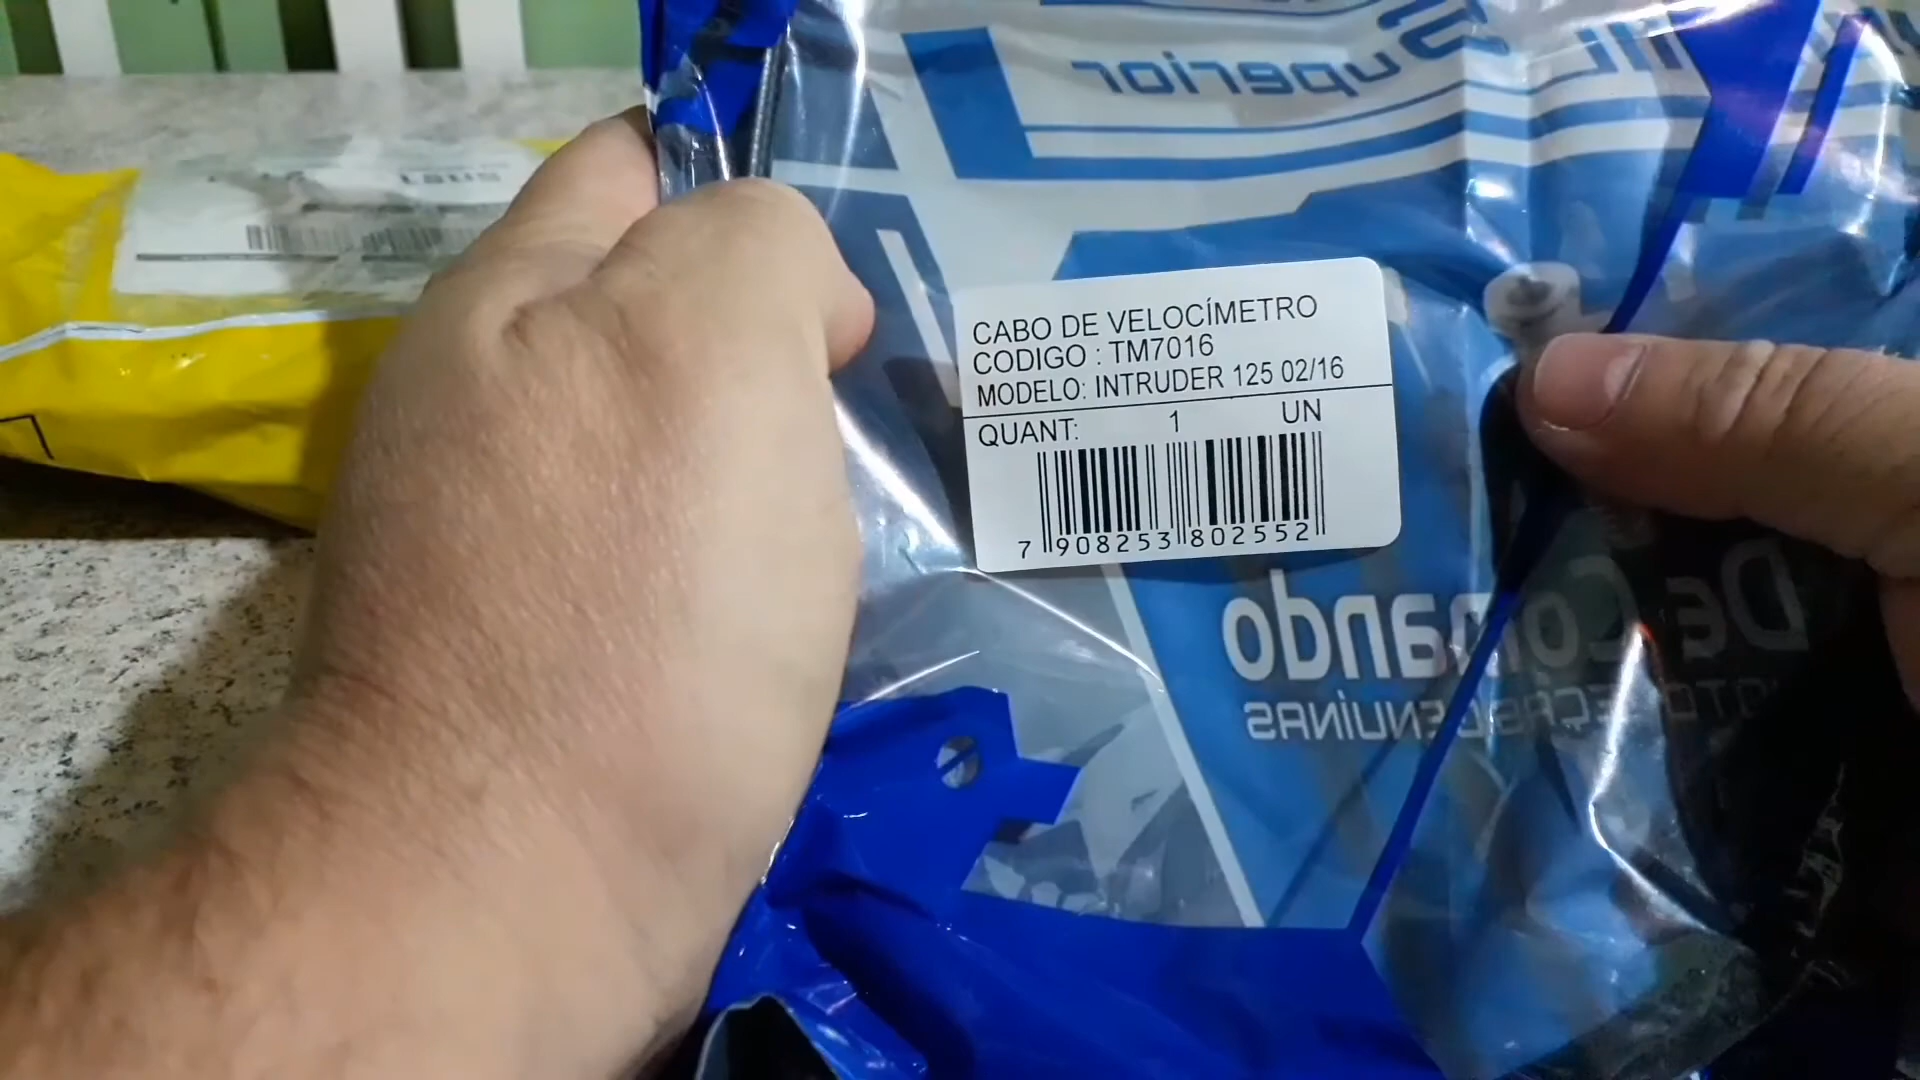 Superior
CABO DE VELOCÍMETRO
CODIGO : TM7016
MODELO: INTRUDER 125 02/16
QUANT: 1 UN
7 908253 802552
De Comando
GENUÍNAS